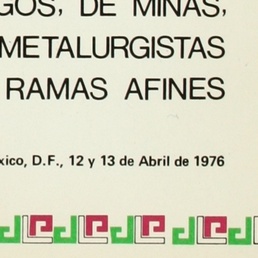 GOS, DE MINAS,
METALURGISTAS
RAMAS AFINES
xico, D.F., 12 y 13 de Abril de 1976